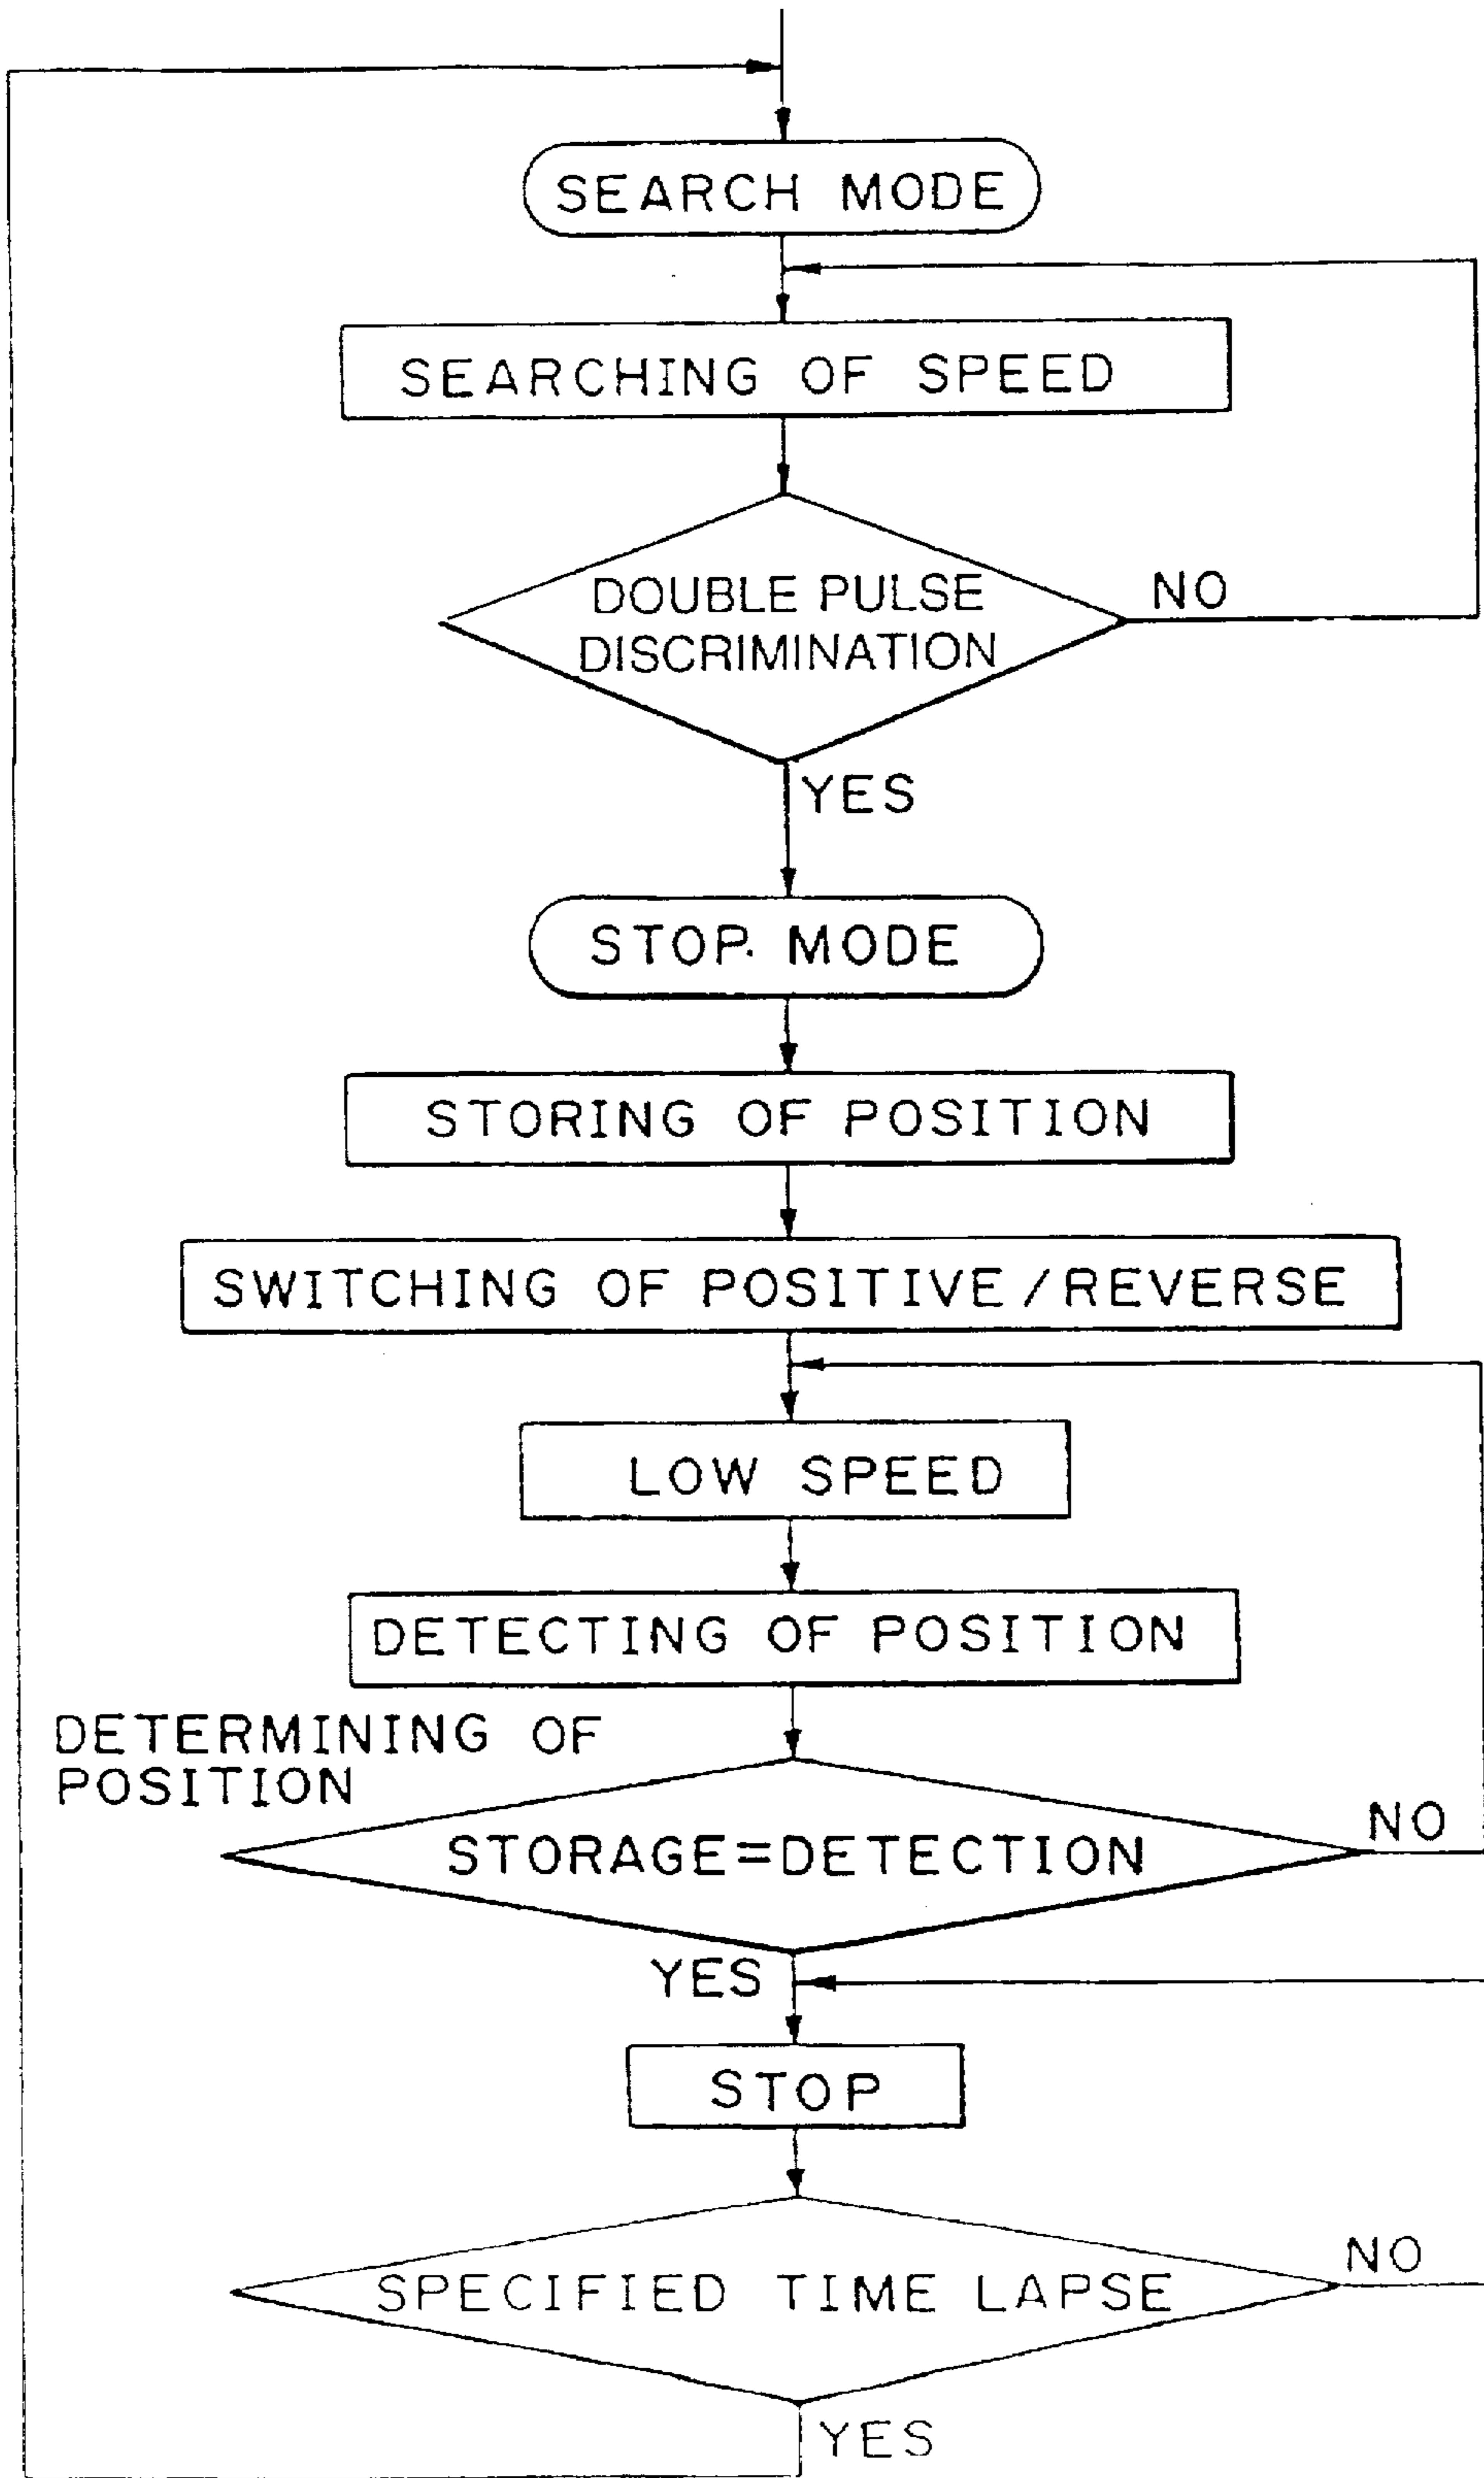 SEARCH MODE
SEARCHING OF SPEED
DOUBLE PULSE
DISCRIMINATION
NO
YES
STOP. MODE
STORING OF POSITION
SWITCHING OF POSITIVE/REVERSE
LOW SPEED
DETECTING OF POSITION
DETERMINING OF
POSITION
STORAGE=DETECTION
NO
YES
STOP
SPECIFIED TIME LAPSE
NO
YES